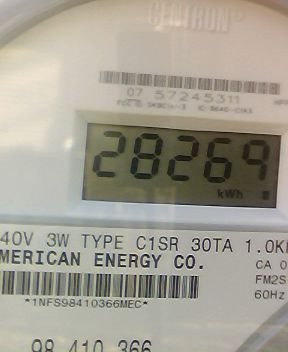 CENTRON®
07 57245311
28269
kWh
40V 3W TYPE C1SR 30TA 1.0K
MERICAN ENERGY CO.
CA 0
FM2S
60Hz
*1NFS98410366MEC*
98 410 366